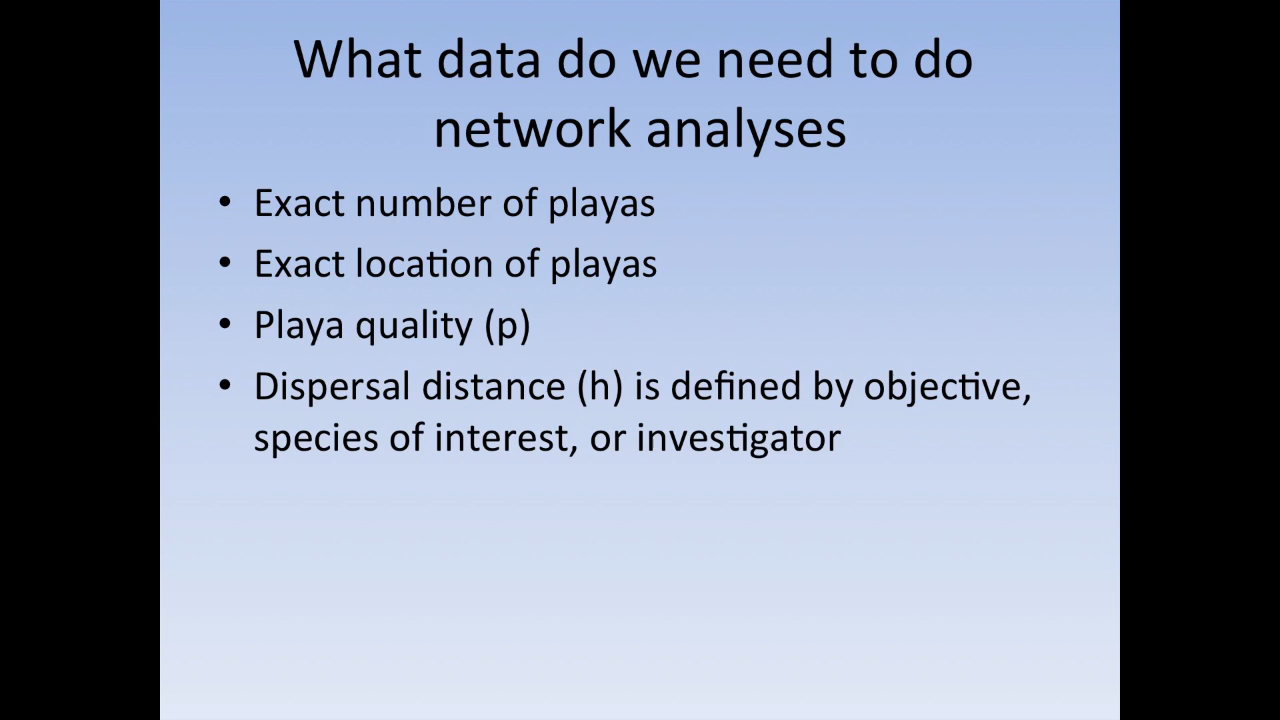 What data do we need to do
network analyses
• Exact number of playas
• Exact location of playas
• Playa quality (p)
• Dispersal distance (h) is defined by objective,
species of interest, or investigator